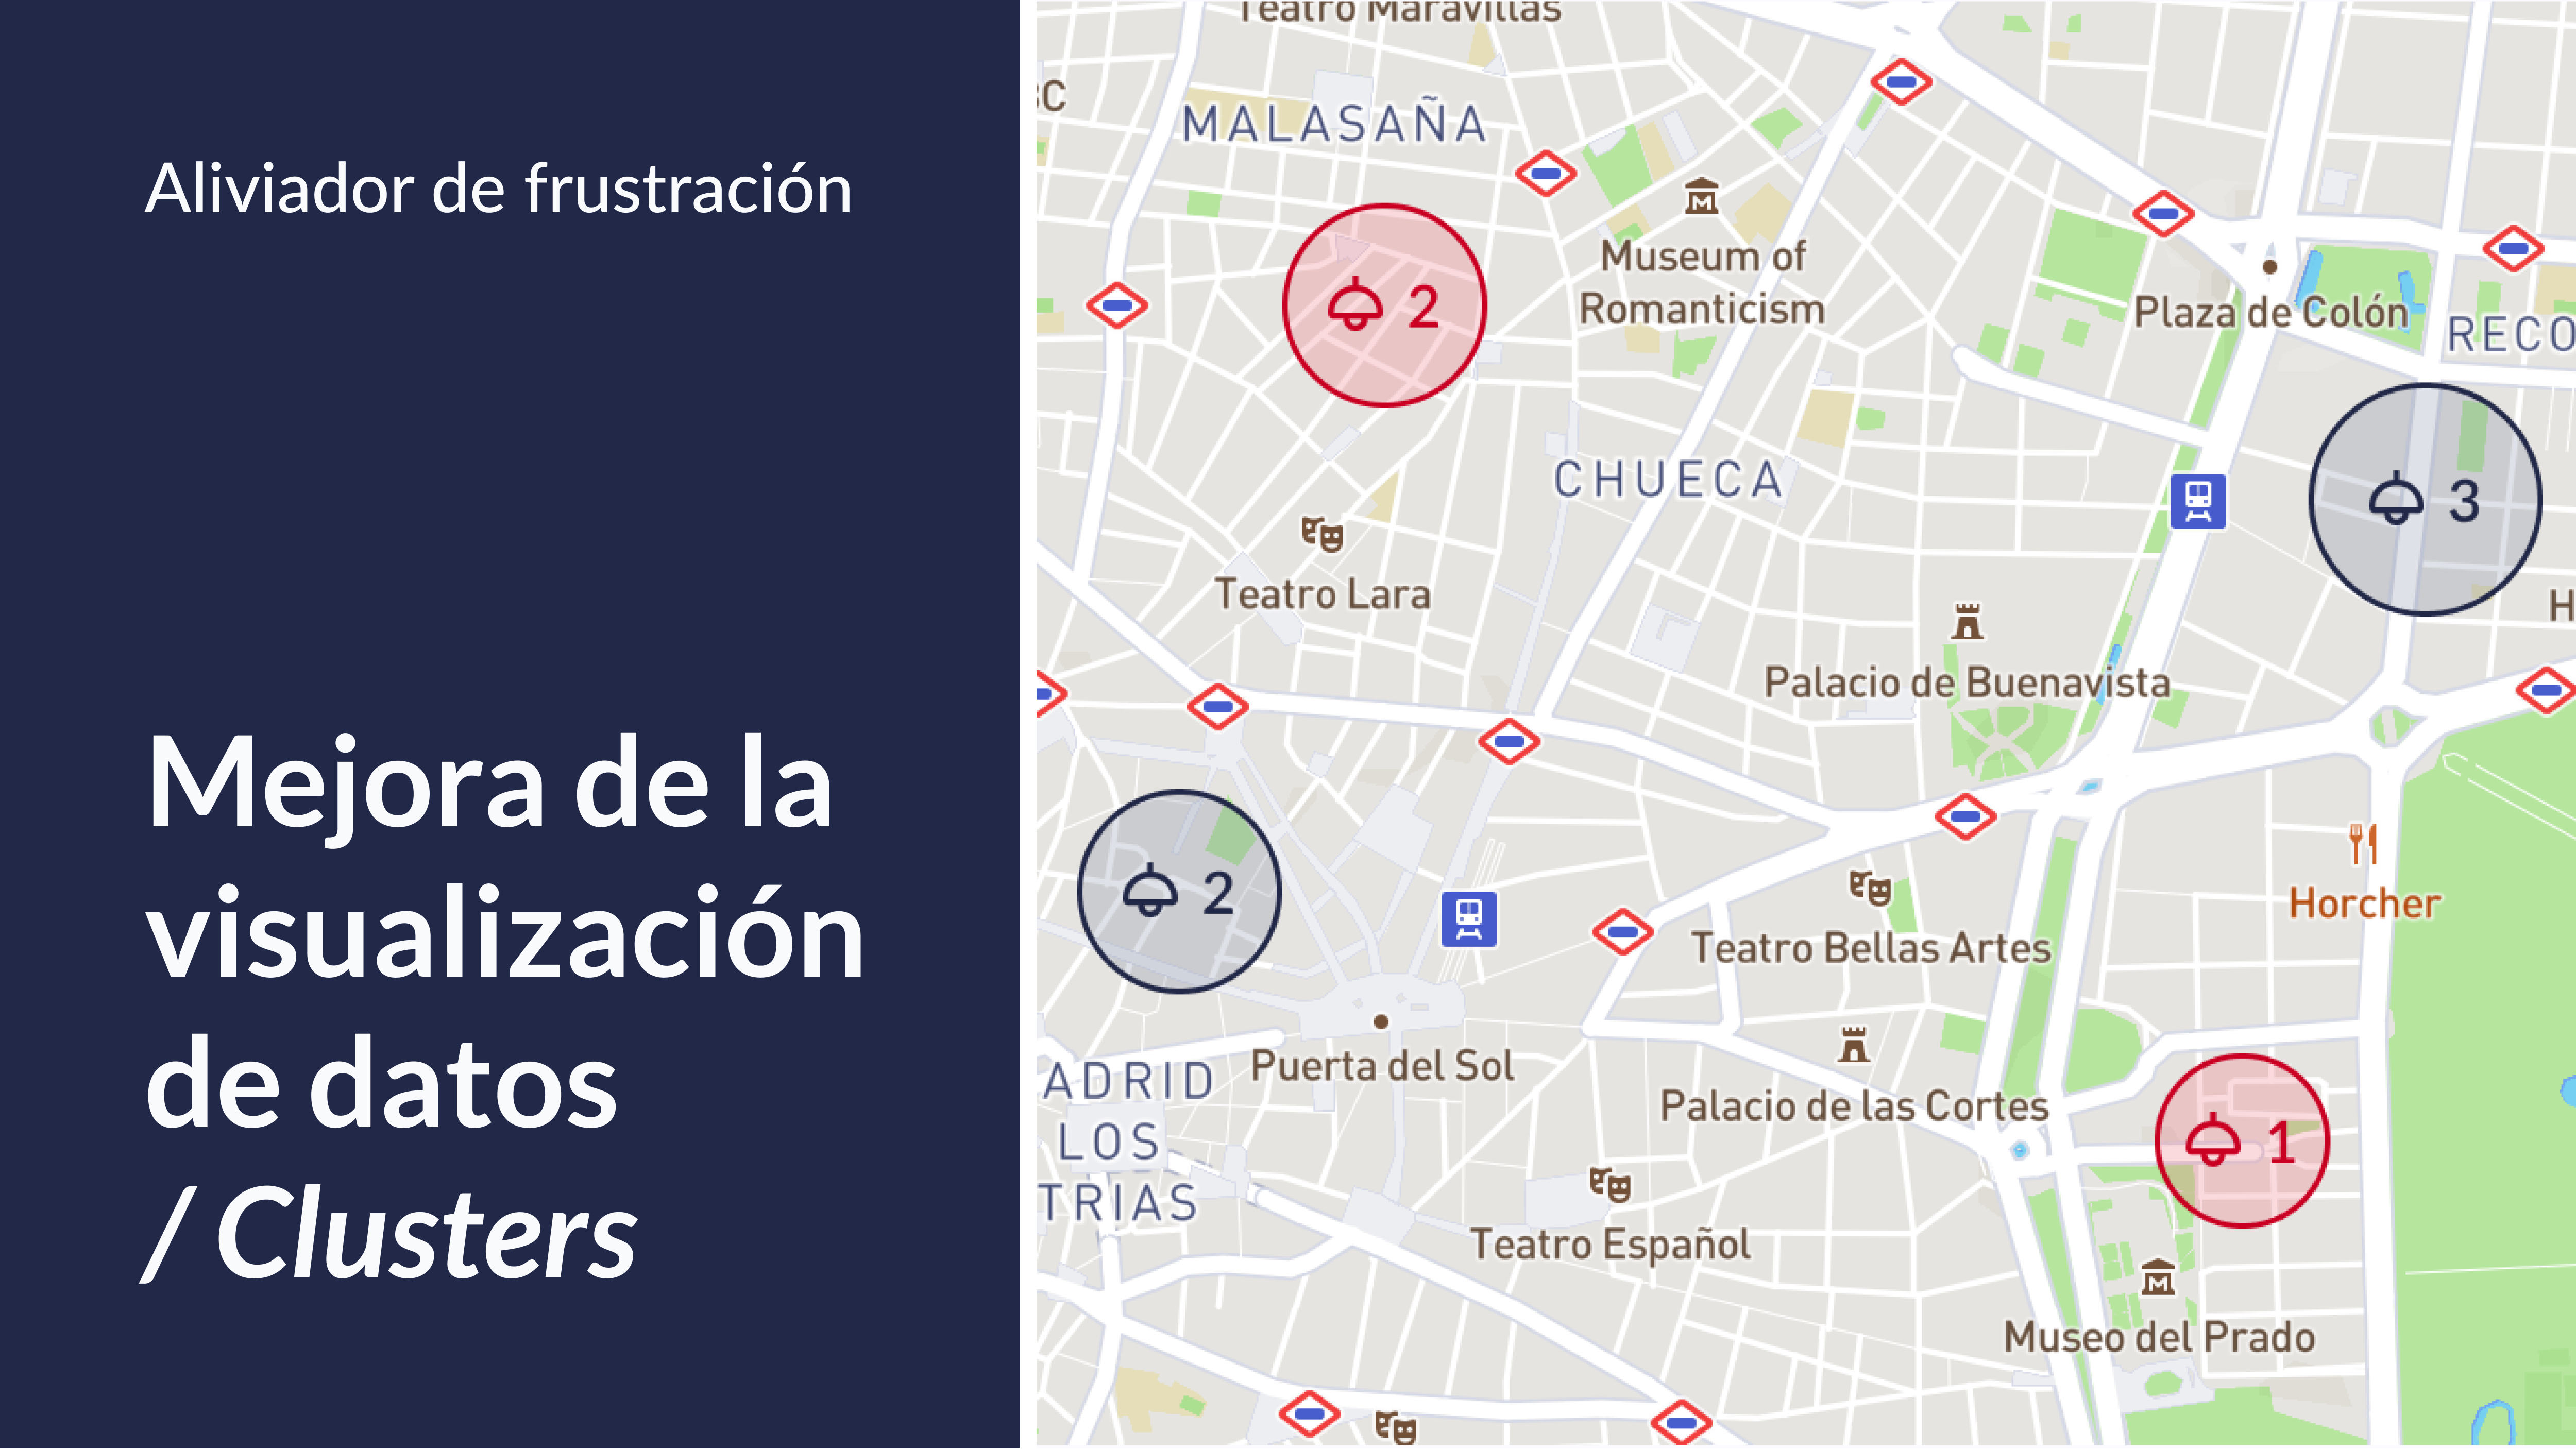 Aliviador de frustración
Mejora de la
visualización
de datos
/ Clusters
Teatro Maravillas
MALASAÑA
2
Museum of
Romanticism
Plaza de Colón
RECO
CHUECA
3
Teatro Lara
H
Palacio de Buenavista
2
Horcher
Teatro Bellas Artes
Puerta del Sol
ADRID
LOS
TRIAS
Palacio de las Cortes
1
Teatro Español
Museo del Prado